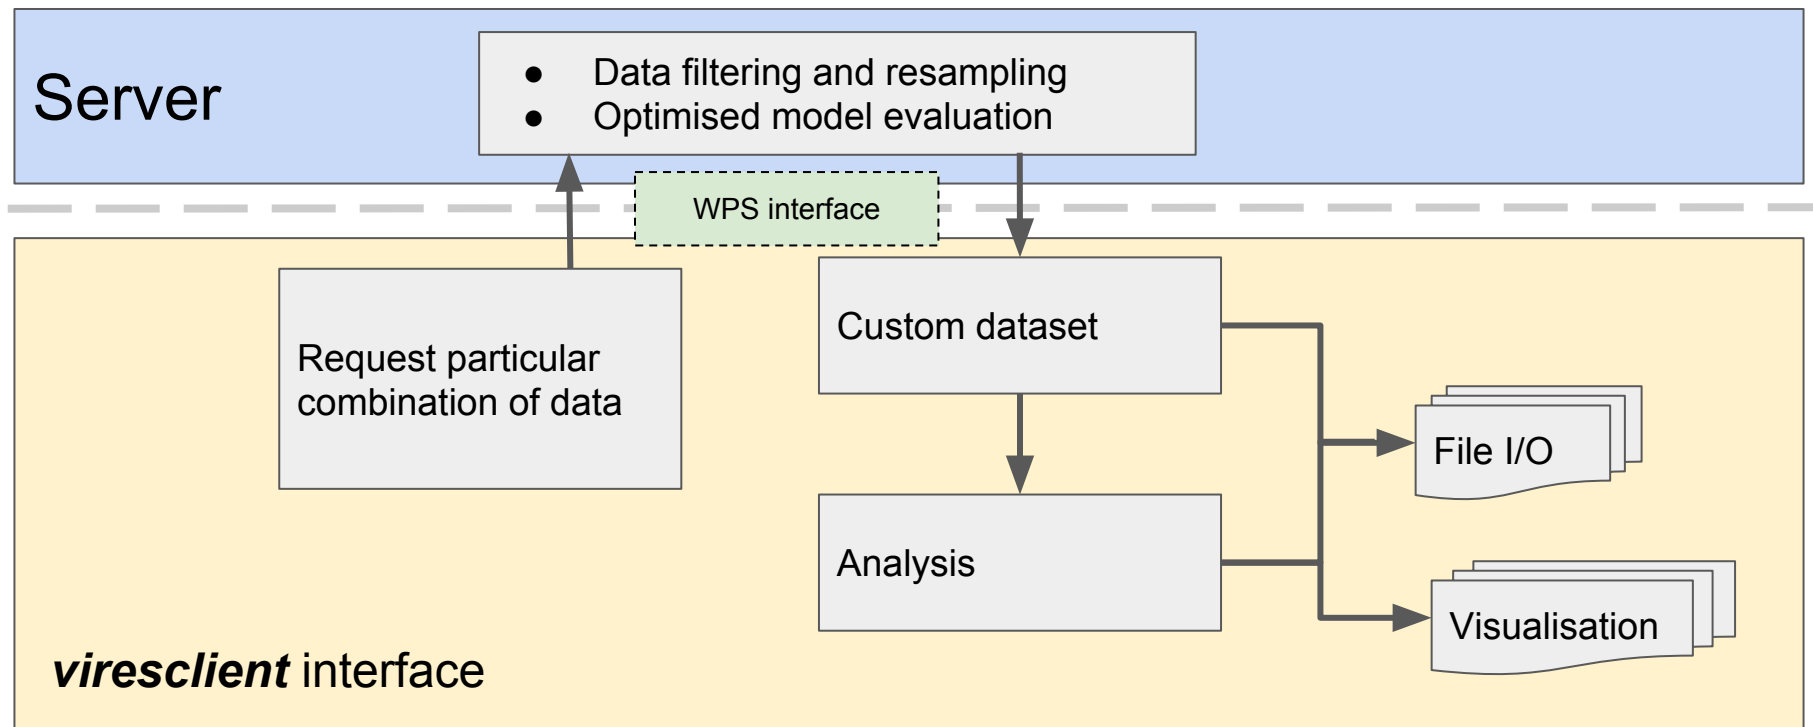 Server
● Data filtering and resampling
● Optimised model evaluation
WPS interface
Request particular
combination of data
Custom dataset
File I/O
Analysis
Visualisation
viresclient interface